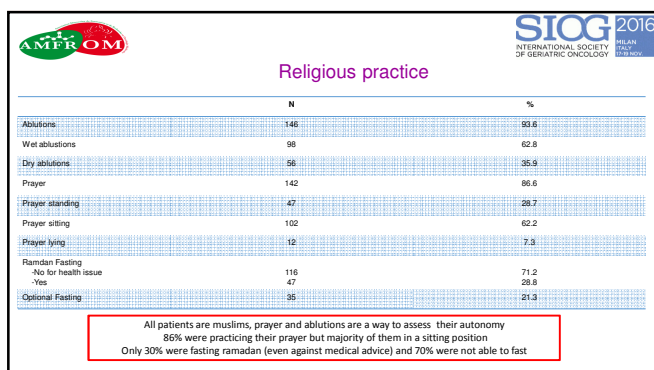 AMFROM
SIOG 2016
INTERNATIONAL SOCIETY
OF GERIATRIC ONCOLOGY
MILAN
ITALY
17-19 NOV.
Religious practice
N %
Ablutions 146 93.6
Wet ablustions 98 62.8
Dry ablutions 56 35.9
Prayer 142 86.6
Prayer standing 47 28.7
Prayer sitting 102 62.2
Prayer lying 12 7.3
Ramdan Fasting
-No for health issue 116 71.2
-Yes 47 28.8
Optional Fasting 35 21.3
All patients are muslims, prayer and ablutions are a way to assess their autonomy
86% were practicing their prayer but majority of them in a sitting position
Only 30% were fasting ramadan (even against medical advice) and 70% were not able to fast